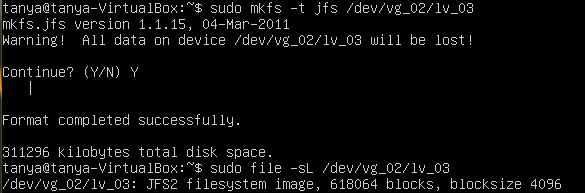 tanya@tanya-VirtualBox:~$ sudo mkfs -t jfs /dev/vg_02/lv_03
mkfs.jfs version 1.1.15, 04-Mar-2011
Warning!  All data on device /dev/vg_02/lv_03 will be lost!
Continue? (Y/N) Y
   |
Format completed successfully.
311296 kilobytes total disk space.
tanya@tanya-VirtualBox:~$ sudo file -sL /dev/vg_02/lv_03
/dev/vg_02/lv_03: JFS2 filesystem image, 618064 blocks, blocksize 4096